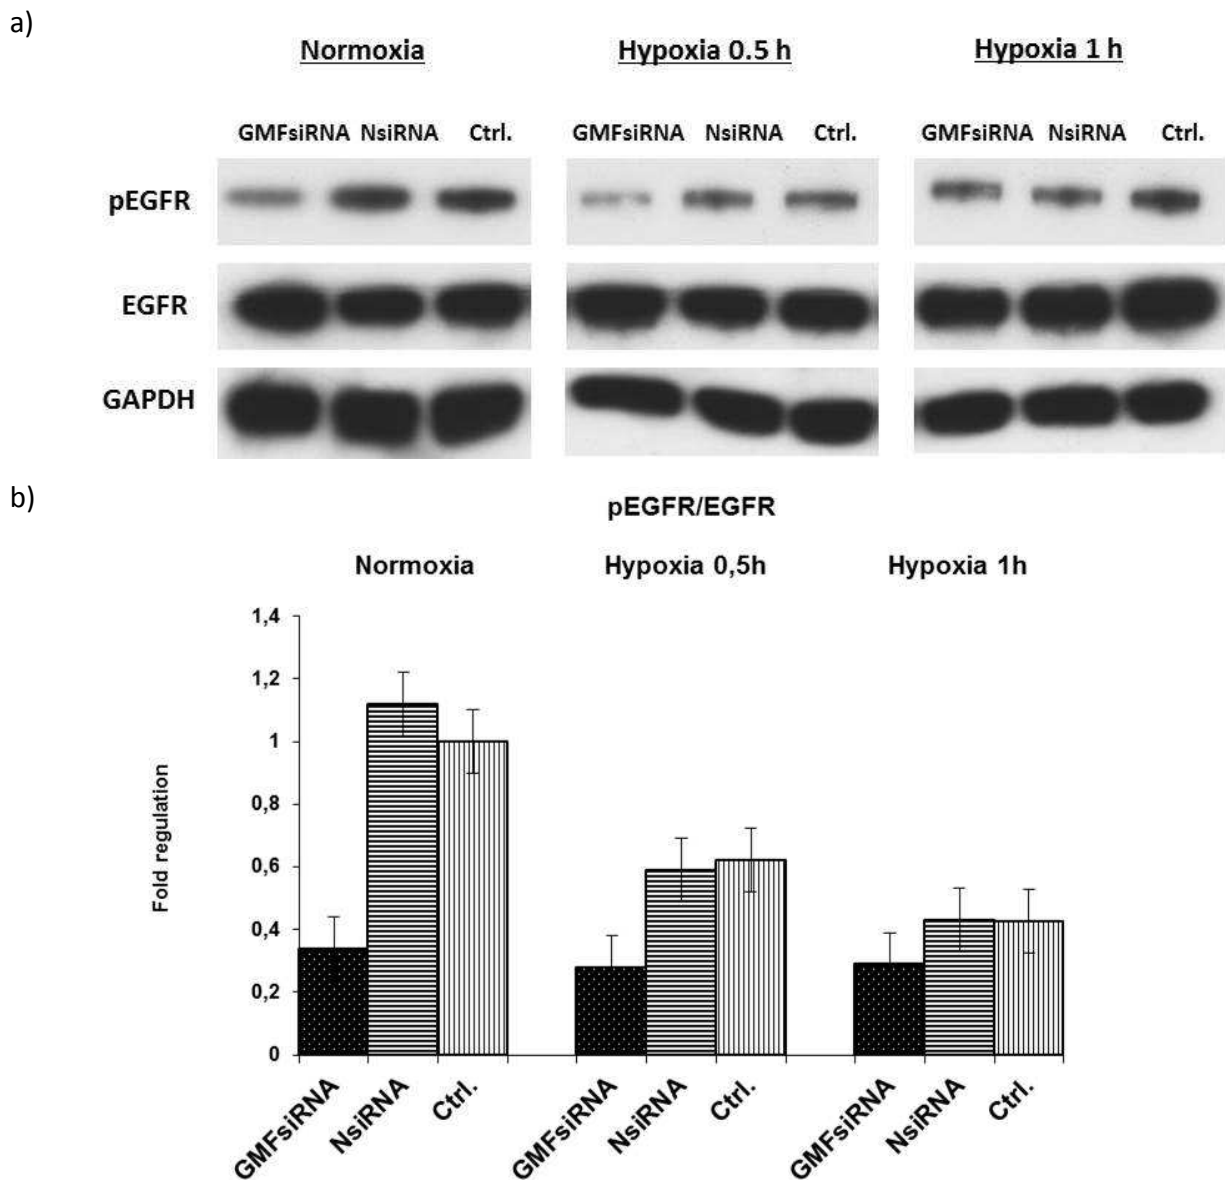 a)
Normoxia Hypoxia 0.5 h Hypoxia 1 h
GMFsiRNA NsiRNA Ctrl. GMFsiRNA NsiRNA Ctrl. GMFsiRNA NsiRNA Ctrl.
pEGFR
EGFR
GAPDH
b)
pEGFR/EGFR
Normoxia Hypoxia 0,5h Hypoxia 1h
Fold regulation
1,4
1,2
1
0,8
0,6
0,4
0,2
0
GMFsiRNA NsiRNA Ctrl. GMFsiRNA NsiRNA Ctrl. GMFsiRNA NsiRNA Ctrl.